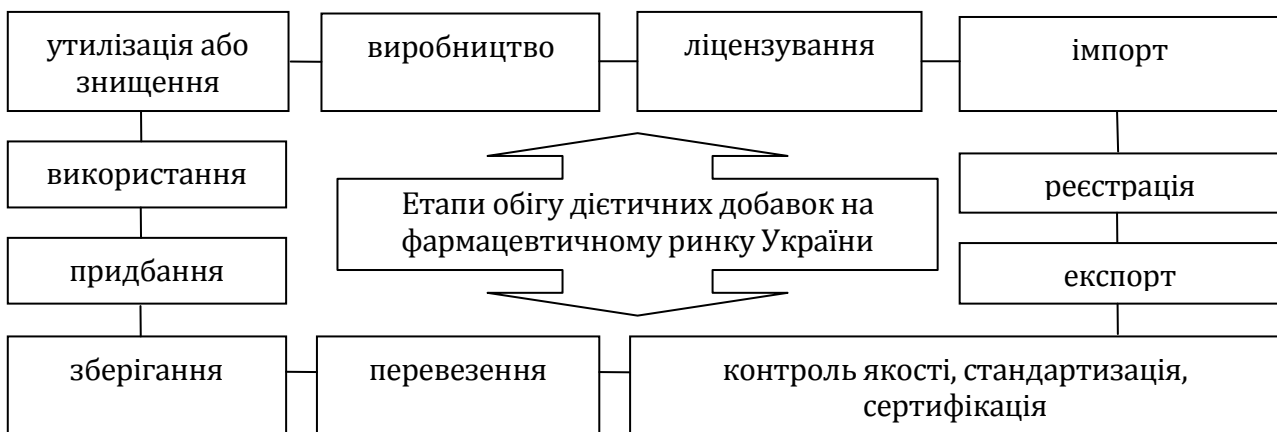 утилізація або
знищення
виробництво
ліцензування
імпорт
використання
Етапи обігу дієтичних добавок на
фармацевтичному ринку України
реєстрація
придбання
експорт
зберігання
перевезення
контроль якості, стандартизація,
сертифікація